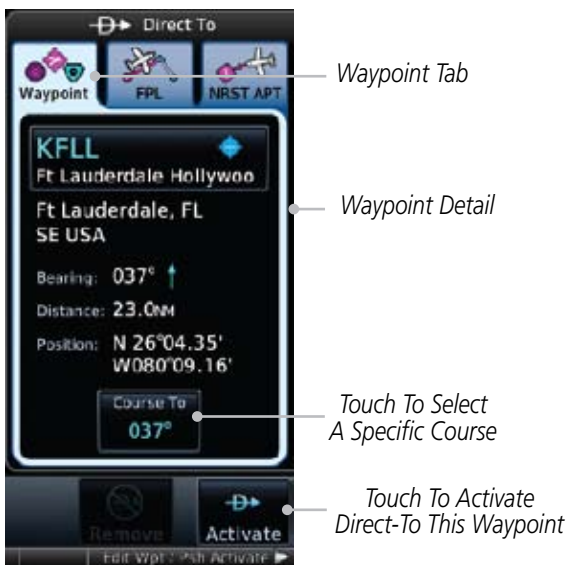 Direct To
Waypoint FPL NRST APT
Waypoint Tab
KFLL
Ft Lauderdale Hollywoo
Ft Lauderdale, FL
SE USA
Waypoint Detail
Bearing: 037°
Distance: 23.0NM
Position: N 26°04.35'
W080°09.16'
Course To
037°
Touch To Select
A Specific Course
Remove
Activate
Touch To Activate
Direct-To This Waypoint
Edit Wpt / Psh Activate